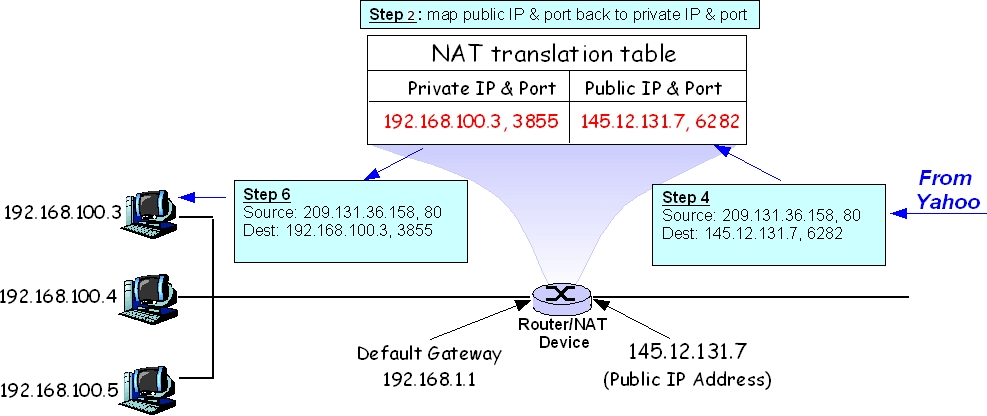 Step 2: map public IP & port back to private IP & port
NAT translation table
Private IP & Port Public IP & Port
192.168.100.3, 3855 145.12.131.7, 6282
Step 6
Source: 209.131.36.158, 80
Dest: 192.168.100.3, 3855
Step 4
Source: 209.131.36.158, 80
Dest: 145.12.131.7, 6282
From
Yahoo
192.168.100.3
192.168.100.4
192.168.100.5
Router/NAT
Device
Default Gateway
192.168.1.1
145.12.131.7
(Public IP Address)